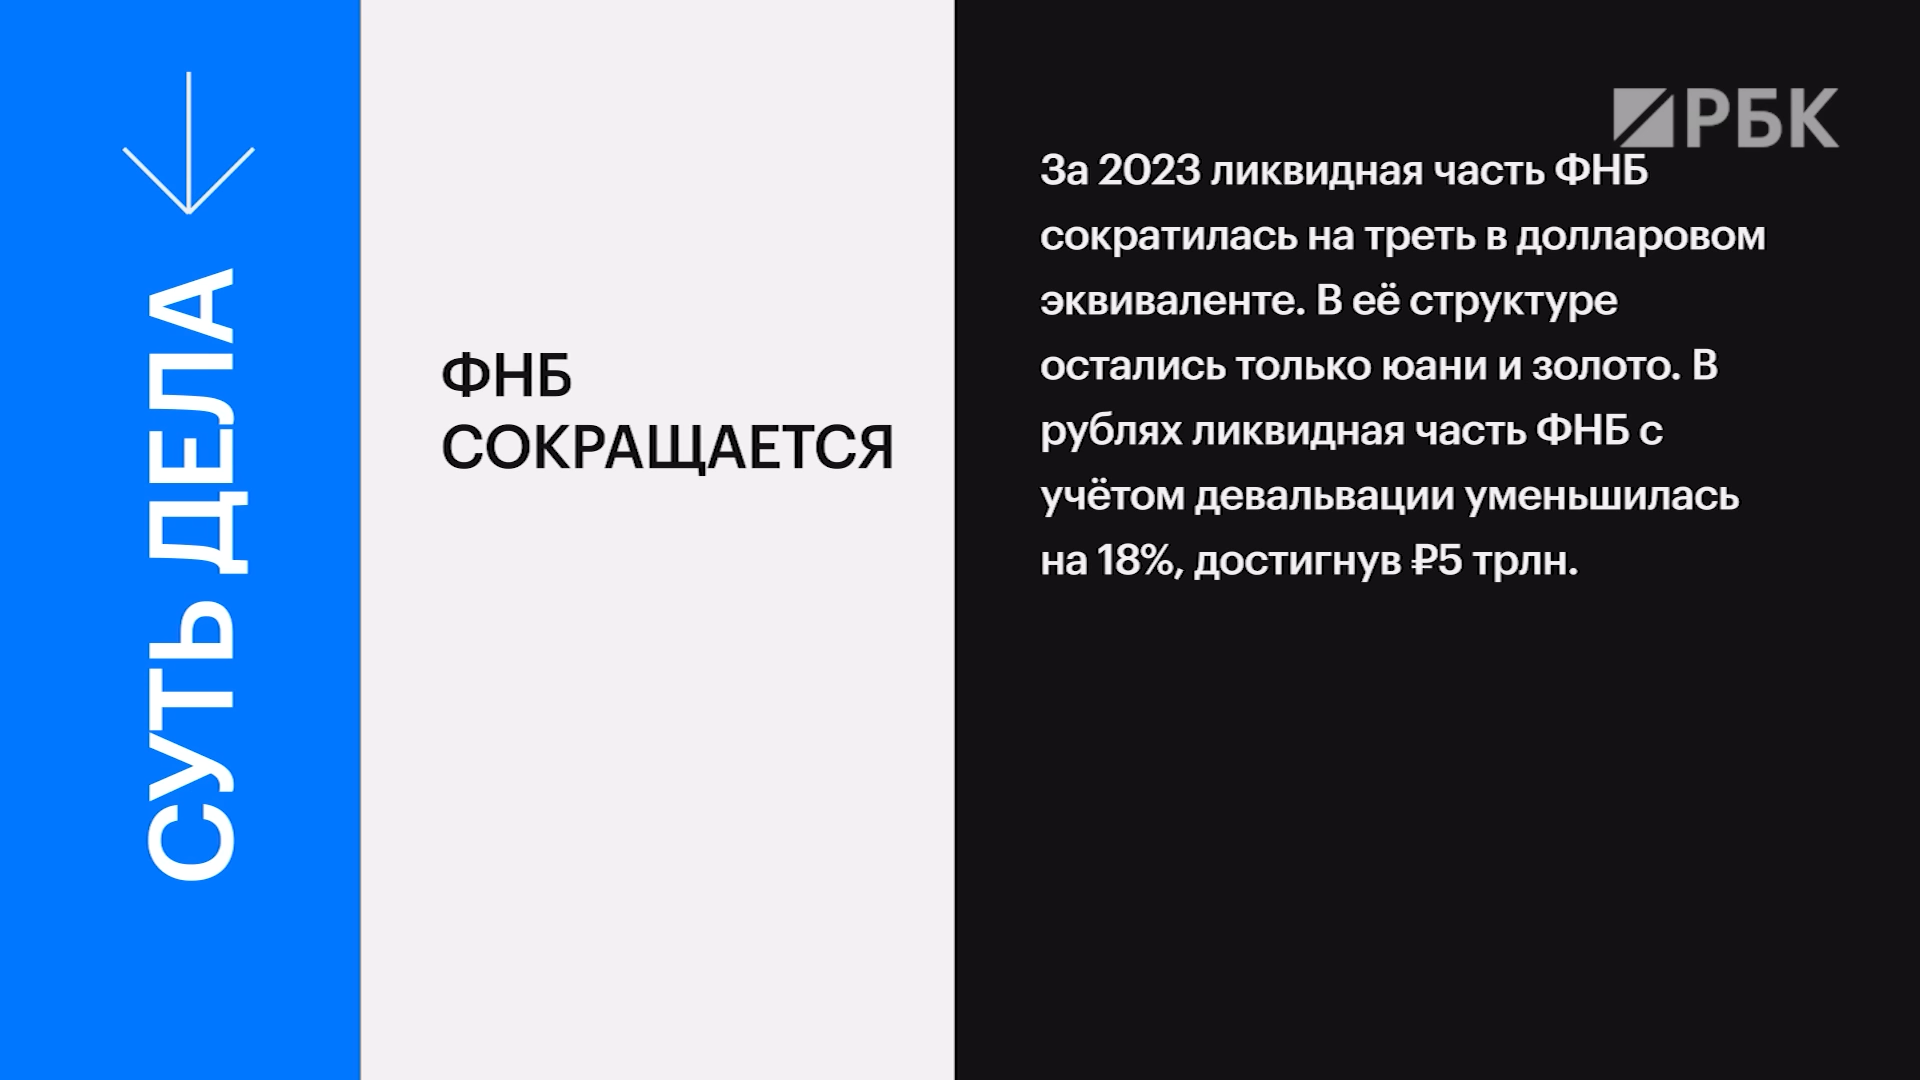 СУТЬ ДЕЛА
ФНБ
СОКРАЩАЕТСЯ
РБК
За 2023 ликвидная часть ФНБ
сократилась на треть в долларовом
эквиваленте. В её структуре
остались только юани и золото. В
рублях ликвидная часть ФНБ с
учётом девальвации уменьшилась
на 18%, достигнув ₽5 трлн.